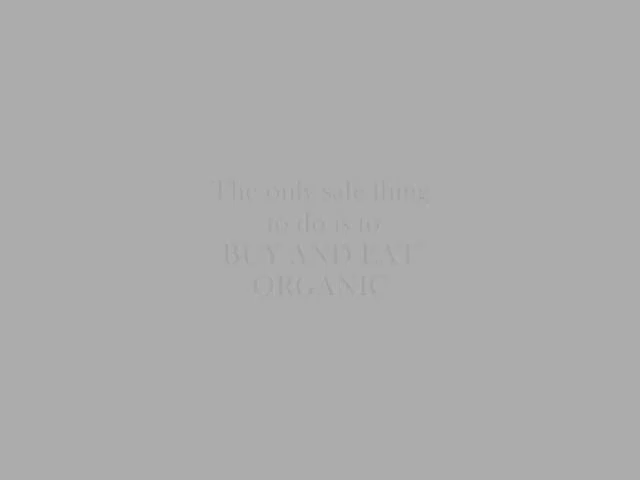 The only safe thing
to do is to
BUY AND EAT
ORGANIC